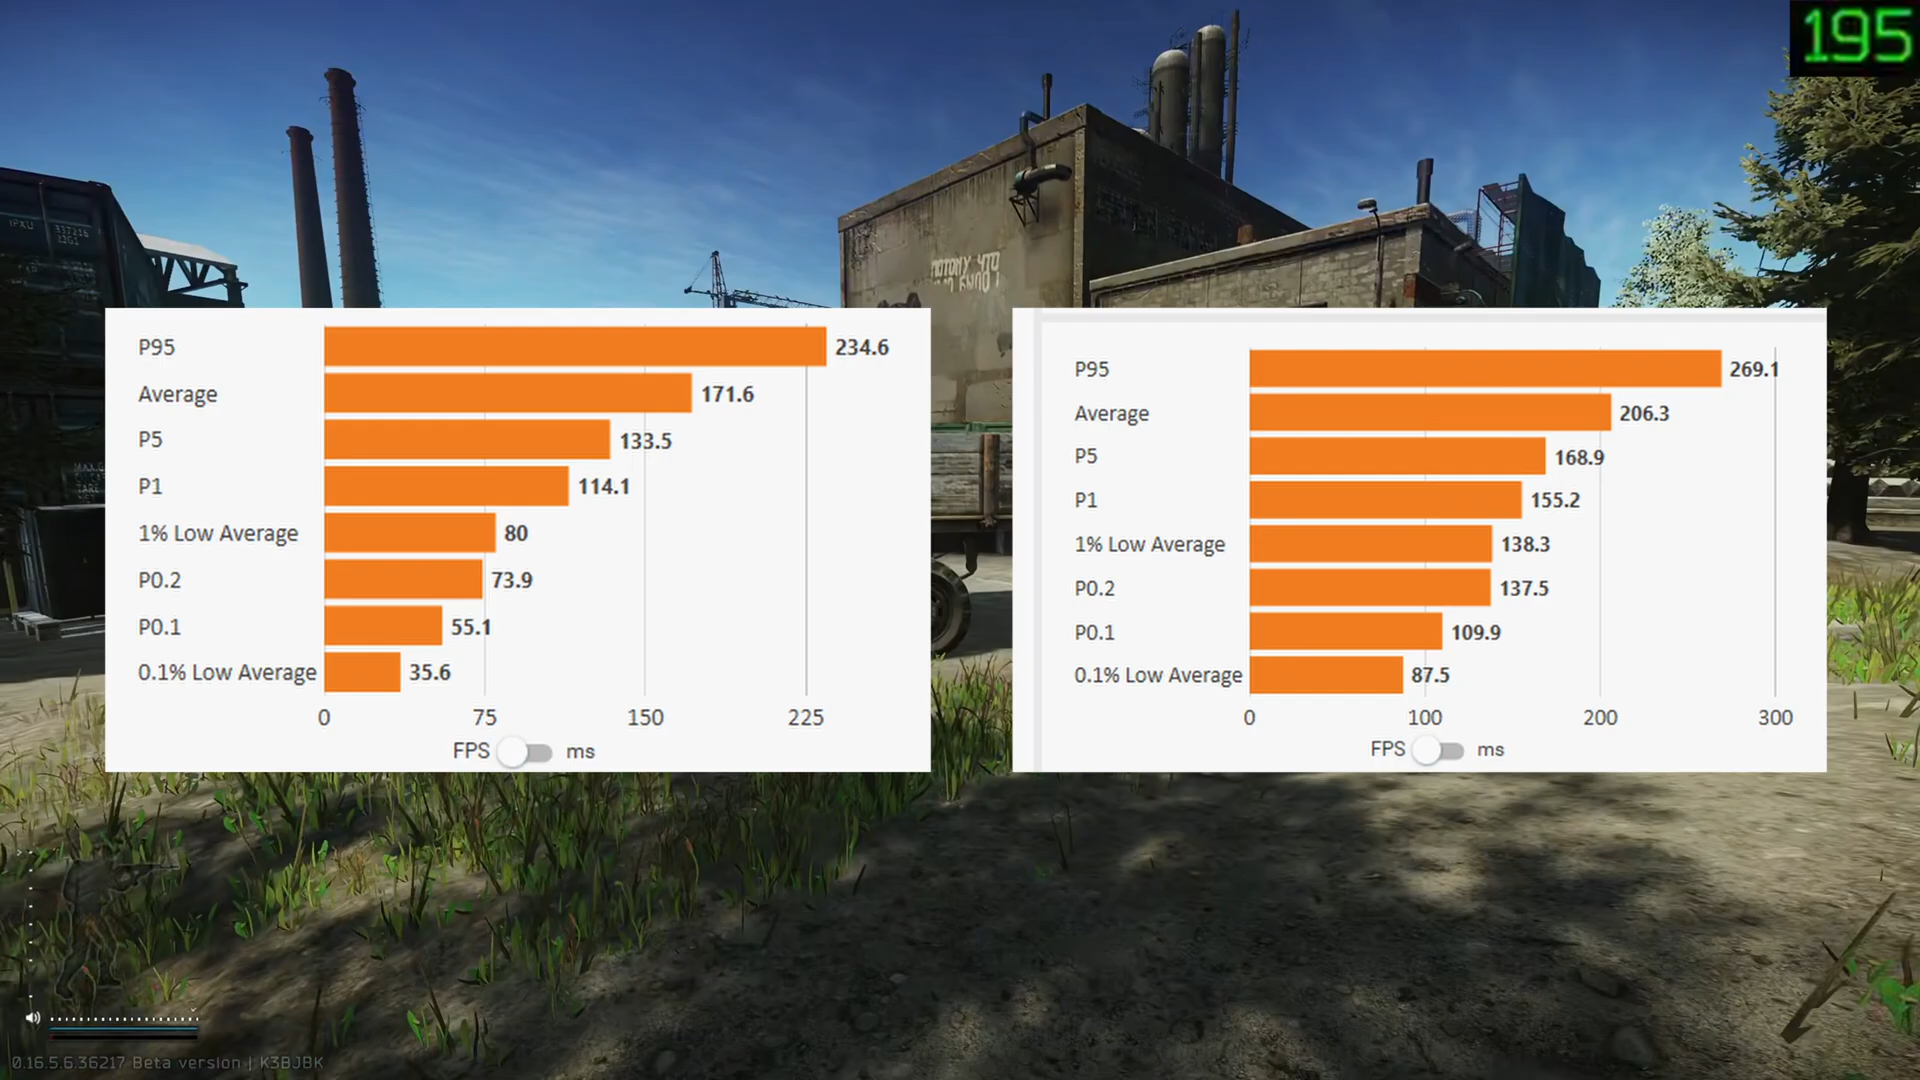 195
P95
234.6
Average
171.6
P5
133.5
P1
114.1
1% Low Average
80
P0.2
73.9
P0.1
55.1
0.1% Low Average
35.6
0 75 150 225
FPS ms
P95
269.1
Average
206.3
P5
168.9
P1
155.2
1% Low Average
138.3
P0.2
137.5
P0.1
109.9
0.1% Low Average
87.5
0 100 200 300
FPS ms
0.16.5.6.36217 Beta version | K3BJBK